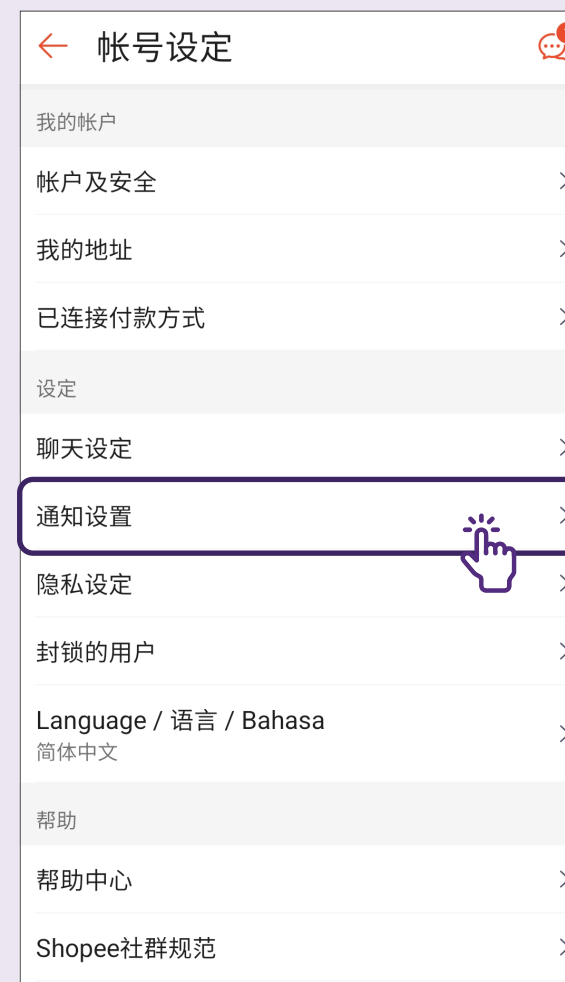 帐号设定
我的帐户
帐户及安全
我的地址
已连接付款方式
设定
聊天设定
通知设置
隐私设定
封锁的用户
Language / 语言 / Bahasa
简体中文
帮助
帮助中心
Shopee社群规范